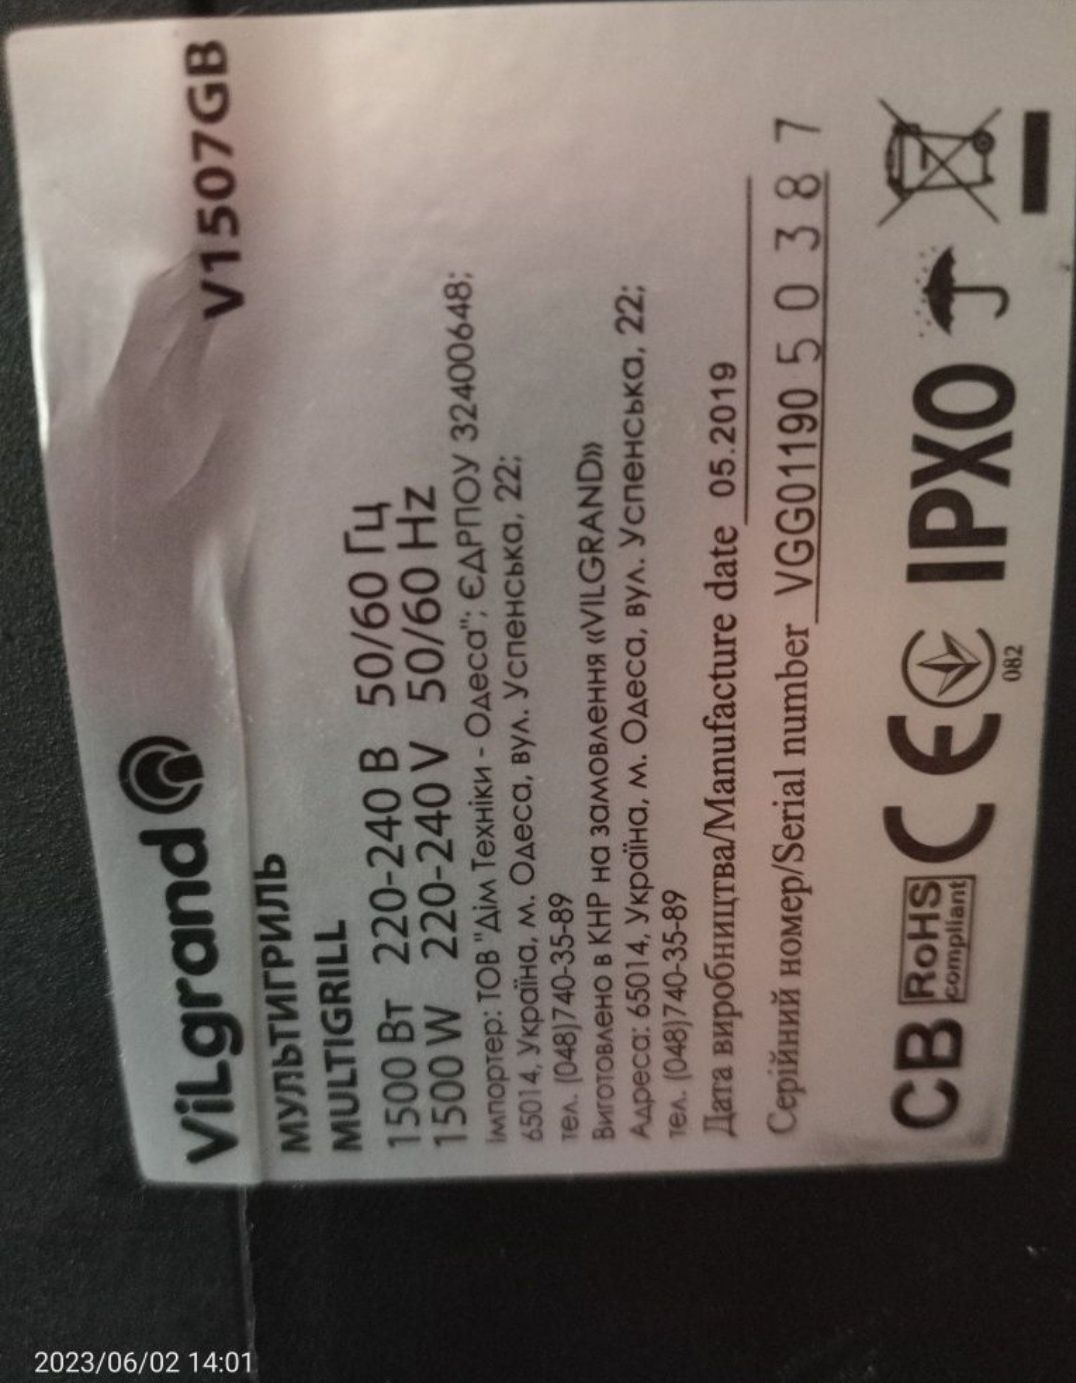 ViLgrand V1507GB
МУЛЬТИГРИЛЬ
MULTIGRILL
1500 Вт 220-240 В 50/60 Гц
1500 W 220-240 V 50/60 Hz
Імпортер: ТОВ "Дім Техніки - Одеса"; ЄДРПОУ 32400648;
65014, Україна, м. Одеса, вул. Успенська, 22;
тел. (048)740-35-89
Виготовлено в КНР на замовлення «VILGRAND»
Адреса: 65014, Україна, м. Одеса, вул. Успенська, 22;
тел. (048)740-35-89
Дата виробництва/Manufacture date 05.2019
Серійний номер/Serial number VGG01190 5 0 3 8 7
CB RoHS compliant CE 082 IPX0
2023/06/02 14:01